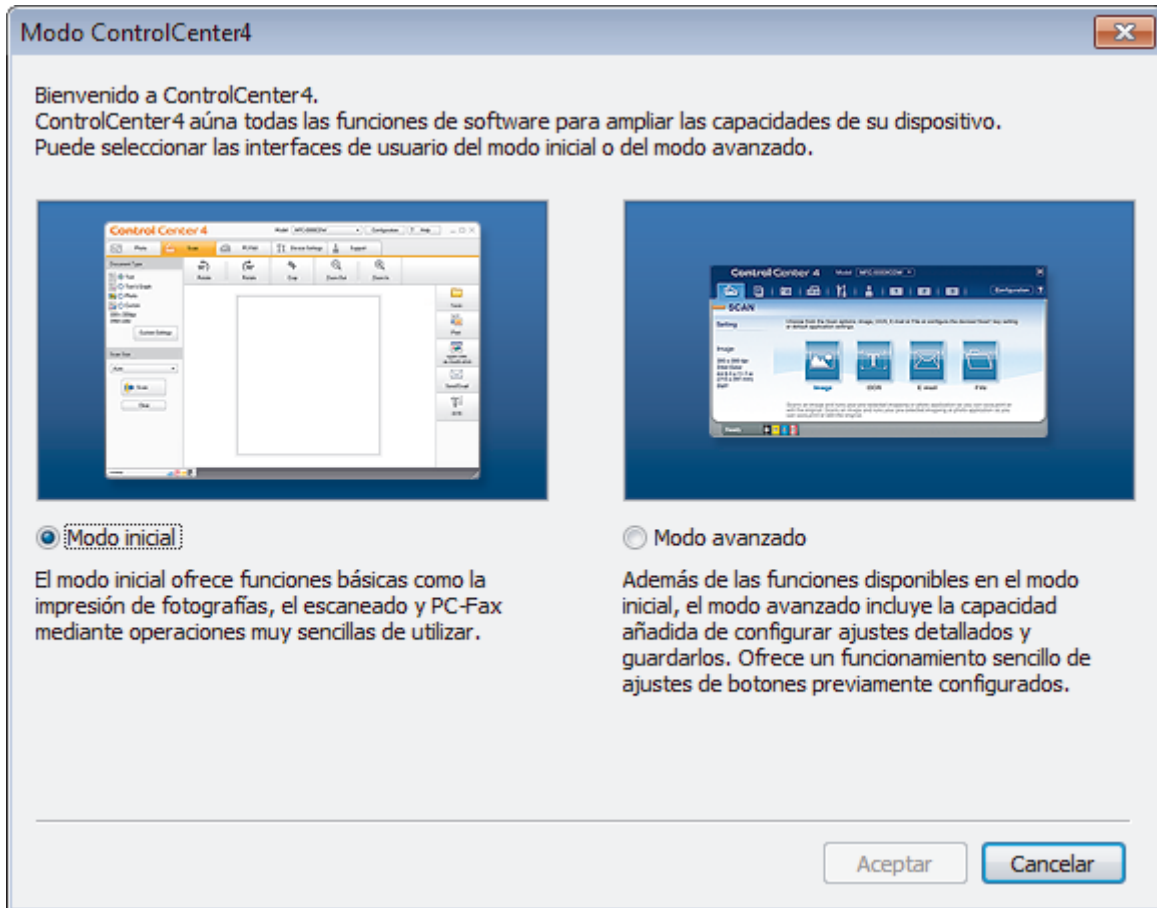 Modo ControlCenter4
Bienvenido a ControlCenter4.
ControlCenter4 aúna todas las funciones de software para ampliar las capacidades de su dispositivo.
Puede seleccionar las interfaces de usuario del modo inicial o del modo avanzado.
Control Center 4
Control Center 4
SCAN
Image
OCR
E-mail
File
Modo inicial
El modo inicial ofrece funciones básicas como la
impresión de fotografías, el escaneado y PC-Fax
mediante operaciones muy sencillas de utilizar.
Modo avanzado
Además de las funciones disponibles en el modo
inicial, el modo avanzado incluye la capacidad
añadida de configurar ajustes detallados y
guardarlos. Ofrece un funcionamiento sencillo de
ajustes de botones previamente configurados.
Aceptar
Cancelar